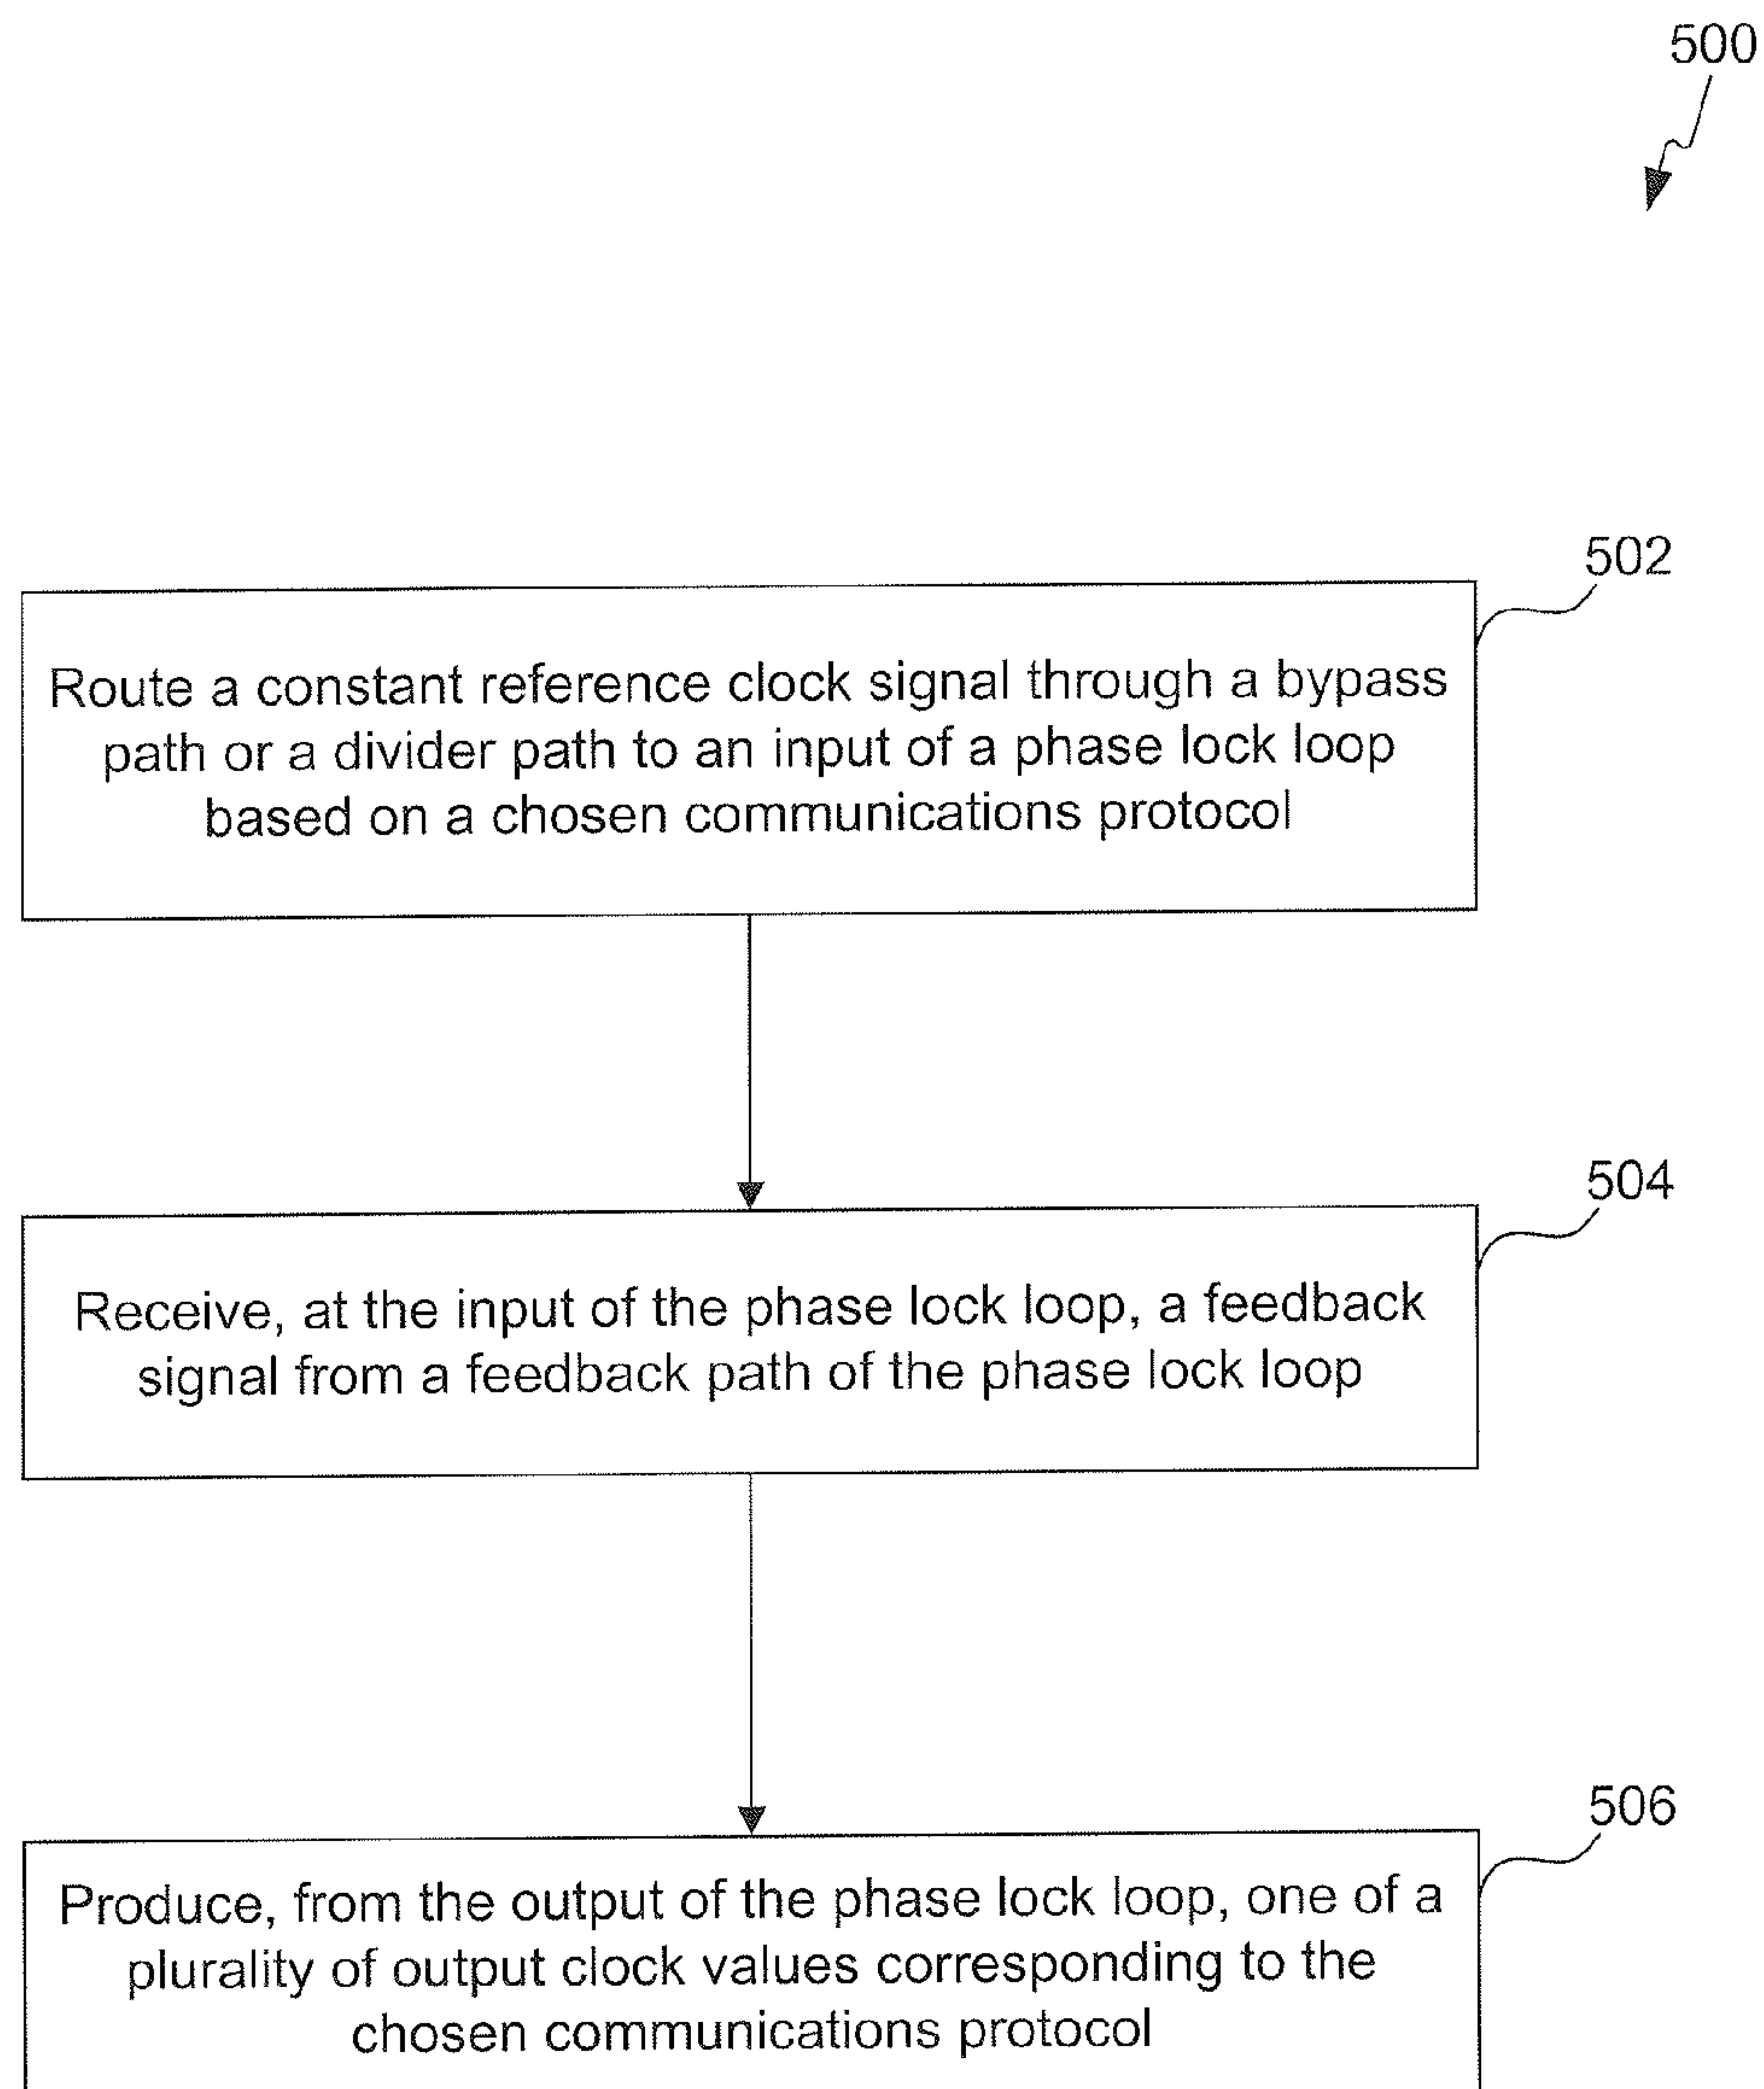 500
502
Route a constant reference clock signal through a bypass
path or a divider path to an input of a phase lock loop
based on a chosen communications protocol
504
Receive, at the input of the phase lock loop, a feedback
signal from a feedback path of the phase lock loop
506
Produce, from the output of the phase lock loop, one of a
plurality of output clock values corresponding to the
chosen communications protocol